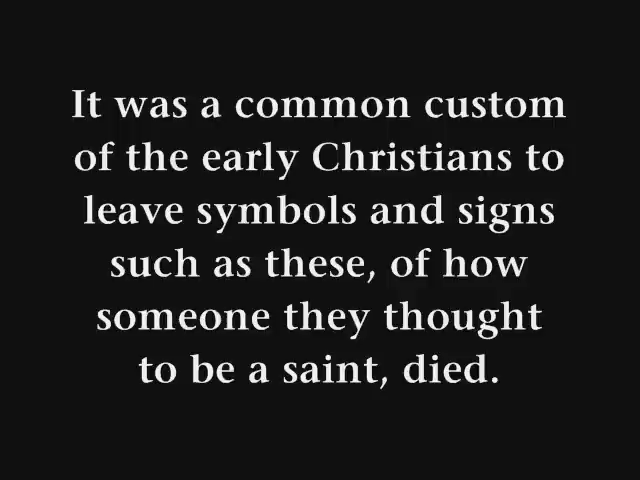 It was a common custom
of the early Christians to
leave symbols and signs
such as these, of how
someone they thought
to be a saint, died.